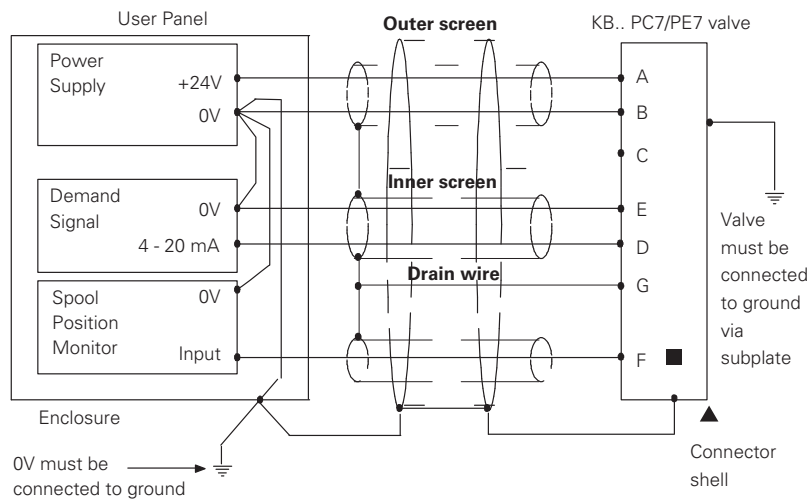 User Panel
Outer screen
KB.. PC7/PE7 valve
Power
Supply
+24V
0V
A
B
C
Inner screen
Demand
Signal
0V
4 - 20 mA
E
D
Drain wire
G
Spool
Position
Monitor
0V
Input
F
Valve
must be
connected
to ground
via
subplate
Enclosure
Connector
shell
0V must be
connected to ground